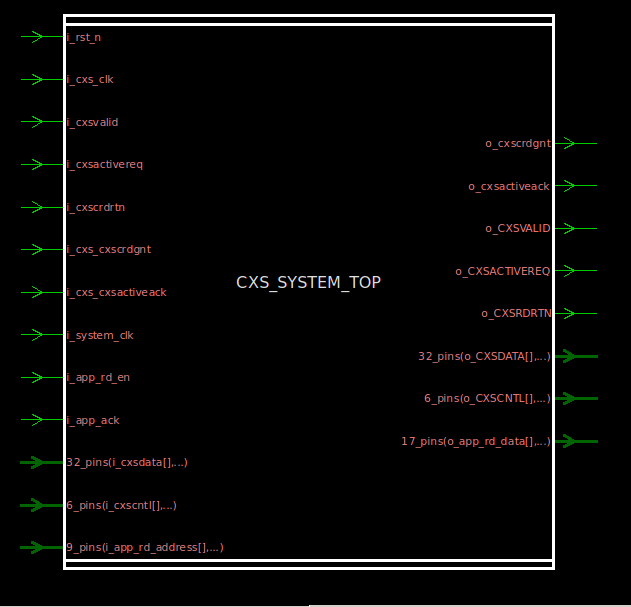 i_rst_n
i_cxs_clk
i_cxsvalid
i_cxsactivereq
i_cxscrdrtn
i_cxs_cxscrdgnt
i_cxs_cxsactiveack
i_system_clk
i_app_rd_en
i_app_ack
32_pins(i_cxsdata[],...)
6_pins(i_cxscntl[],...)
9_pins(i_app_rd_address[],...)
CXS_SYSTEM_TOP
o_cxscrdgnt
o_cxsactiveack
o_CXSVALID
o_CXSACTIVEREQ
o_CXSRDRTN
32_pins(o_CXSDATA[],...)
6_pins(o_CXSCNTL[],...)
17_pins(o_app_rd_data[],...)